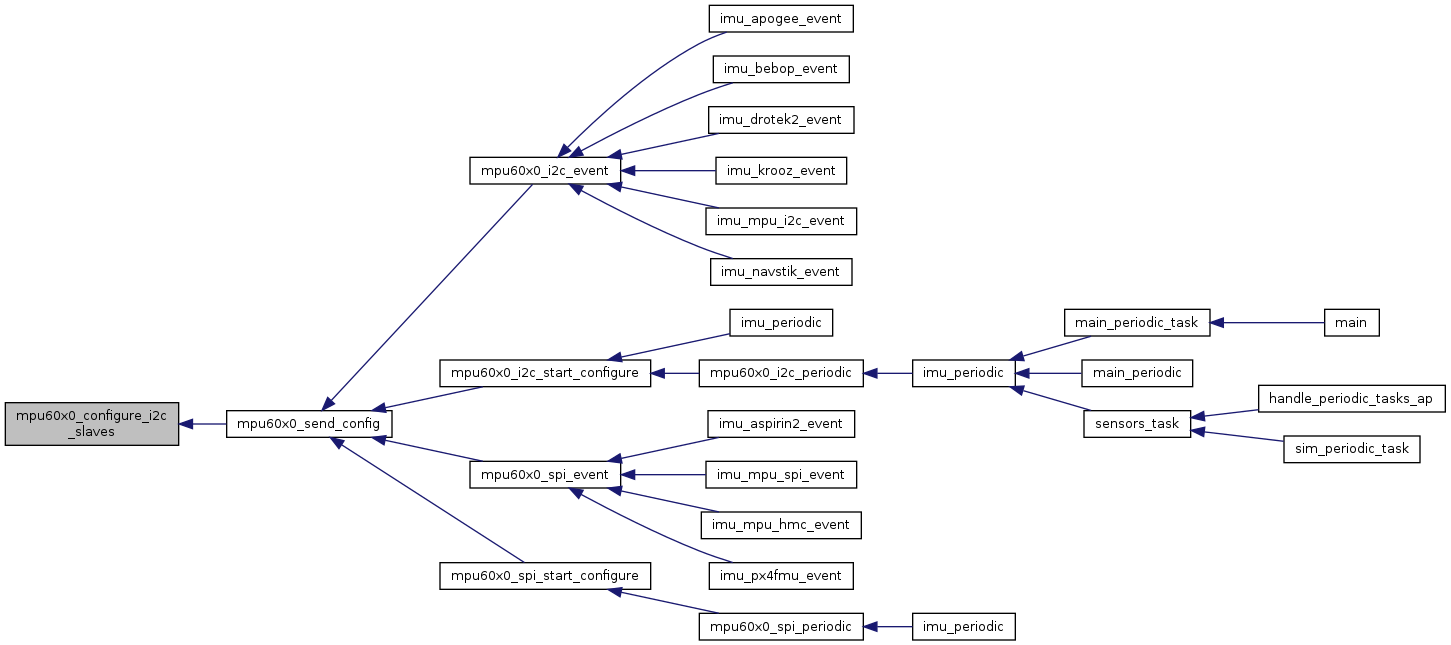 imu_apogee_event
imu_bebop_event
imu_drotek2_event
mpu60x0_i2c_event
imu_krooz_event
imu_mpu_i2c_event
imu_navstik_event
imu_periodic
main_periodic_task
main
mpu60x0_i2c_start_configure
mpu60x0_i2c_periodic
imu_periodic
main_periodic
handle_periodic_tasks_ap
mpu60x0_configure_i2c
_slaves
mpu60x0_send_config
imu_aspirin2_event
sensors_task
sim_periodic_task
mpu60x0_spi_event
imu_mpu_spi_event
imu_mpu_hmc_event
mpu60x0_spi_start_configure
imu_px4fmu_event
mpu60x0_spi_periodic
imu_periodic